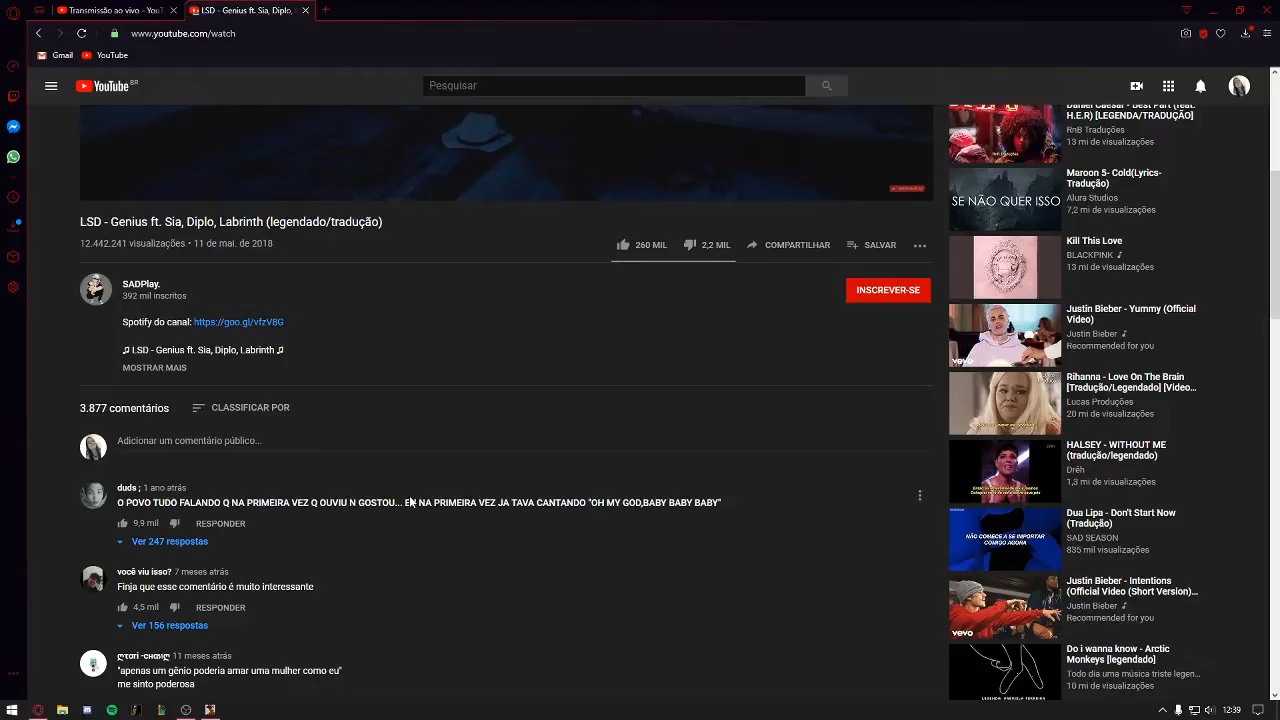 Transmissão ao vivo - YouT
LSD - Genius ft. Sia, Diplo,
www.youtube.com/watch
Gmail
YouTube
YouTube BR
Pesquisar
LSD - Genius ft. Sia, Diplo, Labrinth (legendado/tradução)
12.442.241 visualizações • 11 de mai. de 2018
260 MIL
2,2 MIL
COMPARTILHAR
SALVAR
SADPlay.
392 mil inscritos
INSCREVER-SE
Spotify do canal: https://goo.gl/vfzV8G
♫ LSD - Genius ft. Sia, Diplo, Labrinth ♫
MOSTRAR MAIS
3.877 comentários
CLASSIFICAR POR
Adicionar um comentário público...
duds ; 1 ano atrás
O POVO TUDO FALANDO Q NA PRIMEIRA VEZ Q OUVIU N GOSTOU... EU NA PRIMEIRA VEZ JA TAVA CANTANDO "OH MY GOD,BABY BABY BABY"
9,9 mil
RESPONDER
Ver 247 respostas
você viu isso? 7 meses atrás
Finja que esse comentário é muito interessante
4,5 mil
RESPONDER
Ver 156 respostas
11 meses atrás
"apenas um gênio poderia amar uma mulher como eu"
me sinto poderosa
Daniel Caesar - Best Part (feat.
H.E.R) [LEGENDA/TRADUÇÃO]
RnB Traduções
13 mi de visualizações
SE NÃO QUER ISSO
Maroon 5- Cold(Lyrics-
Tradução)
Alura Studios
7,2 mi de visualizações
Kill This Love
BLACKPINK ♪
13 mi de visualizações
vevo
Justin Bieber - Yummy (Official
Video)
Justin Bieber ♪
Recommended for you
Rihanna - Love On The Brain
[Tradução/Legendado] [Video...
Lucas Produções
20 mi de visualizações
HALSEY - WITHOUT ME
(tradução/legendado)
Drëh
1,3 mi de visualizações
NÃO COMECE A SE IMPORTAR
COMIGO AGORA
Dua Lipa - Don't Start Now
(Tradução)
SAD SEASON
835 mil visualizações
vevo
Justin Bieber - Intentions
(Official Video (Short Version)...
Justin Bieber ♪
Recommended for you
LEGENDA GABRIELA FERREIRA
Do i wanna know - Arctic
Monkeys [legendado]
Todo dia uma música triste legen...
10 mi de visualizações
12:39